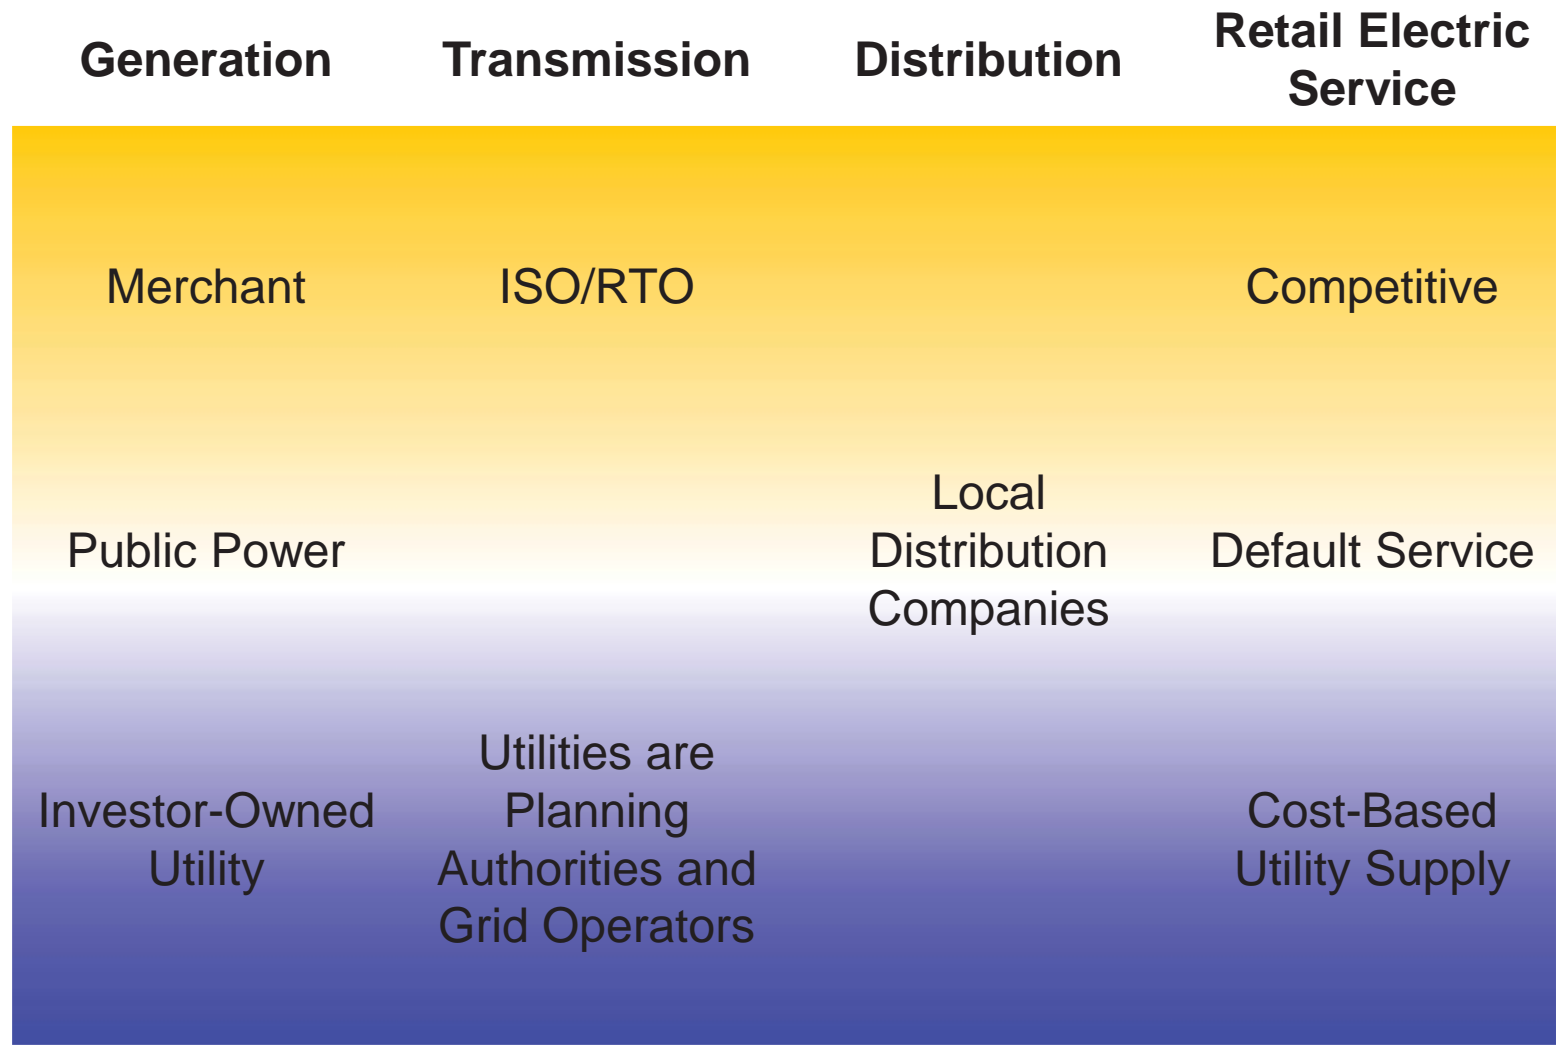 Generation
Transmission
Distribution
Retail Electric
Service
Merchant
ISO/RTO
Competitive
Public Power
Local
Distribution
Companies
Default Service
Investor-Owned
Utility
Utilities are
Planning
Authorities and
Grid Operators
Cost-Based
Utility Supply